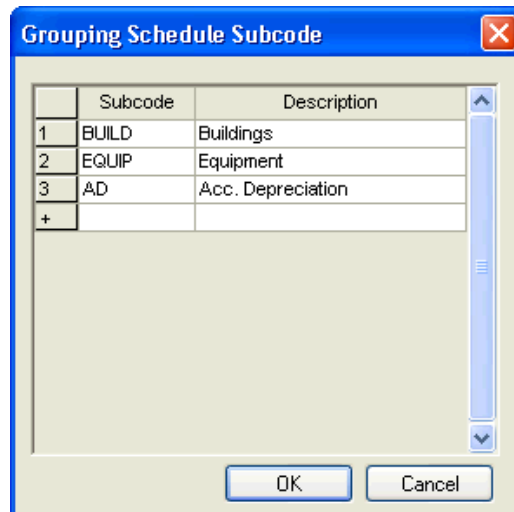 Grouping Schedule Subcode
Subcode Description
1 BUILD Buildings
2 EQUIP Equipment
3 AD Acc. Depreciation
+
OK Cancel